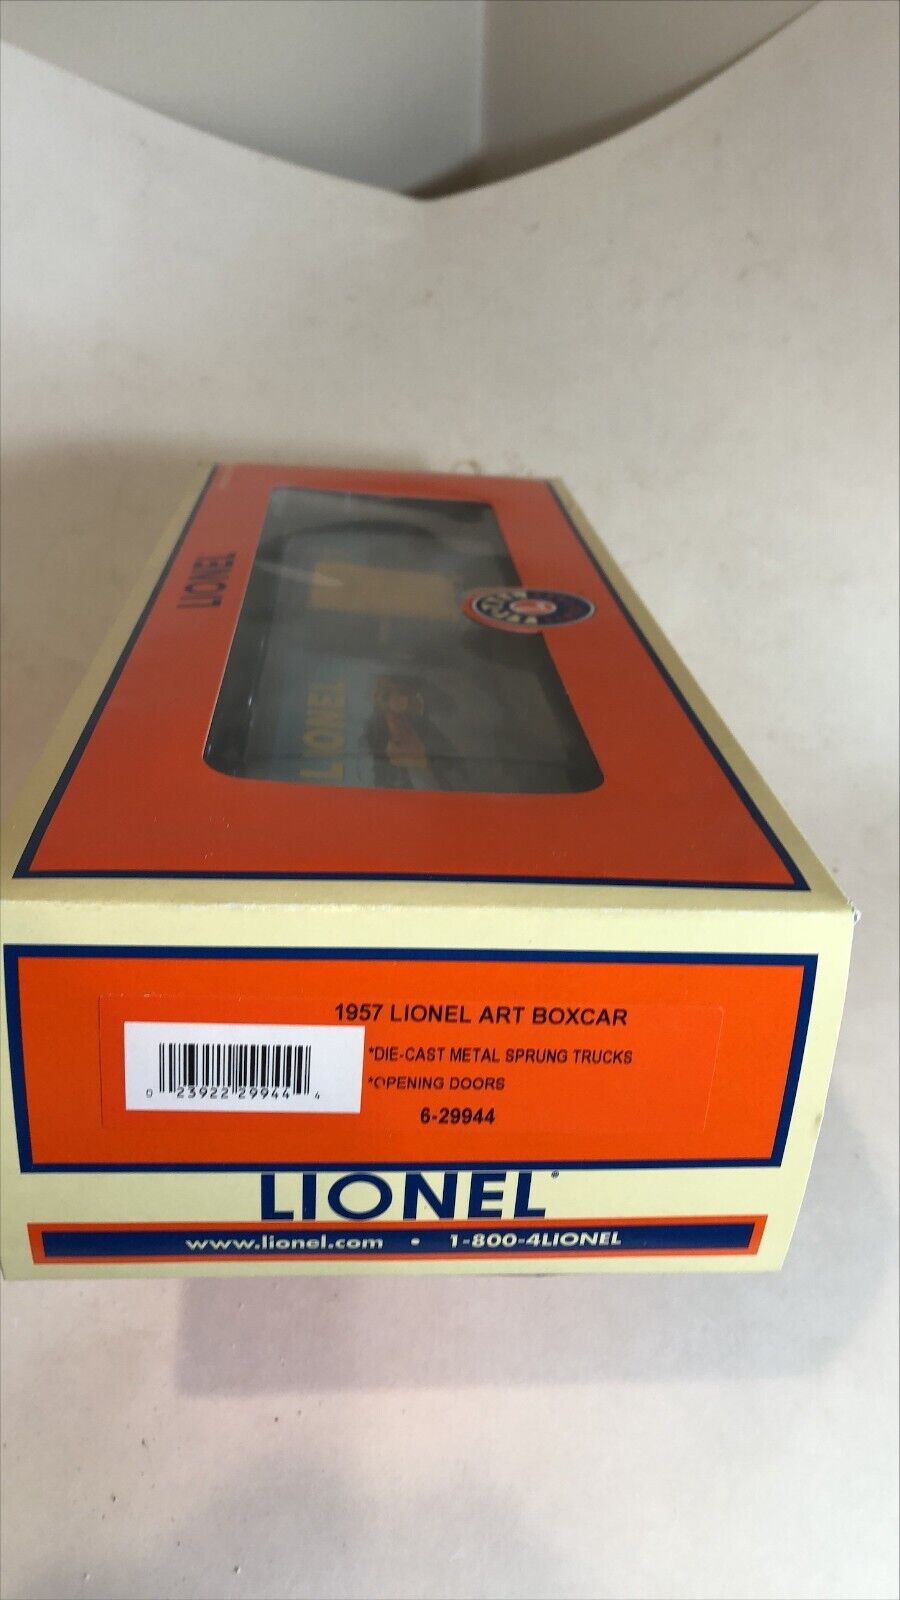 LIONEL
LIONEL
1957 LIONEL ART BOXCAR
*DIE-CAST METAL SPRUNG TRUCKS
*OPENING DOORS
6-29944
0 23922 29944 4
LIONEL
www.lionel.com • 1-800-4LIONEL